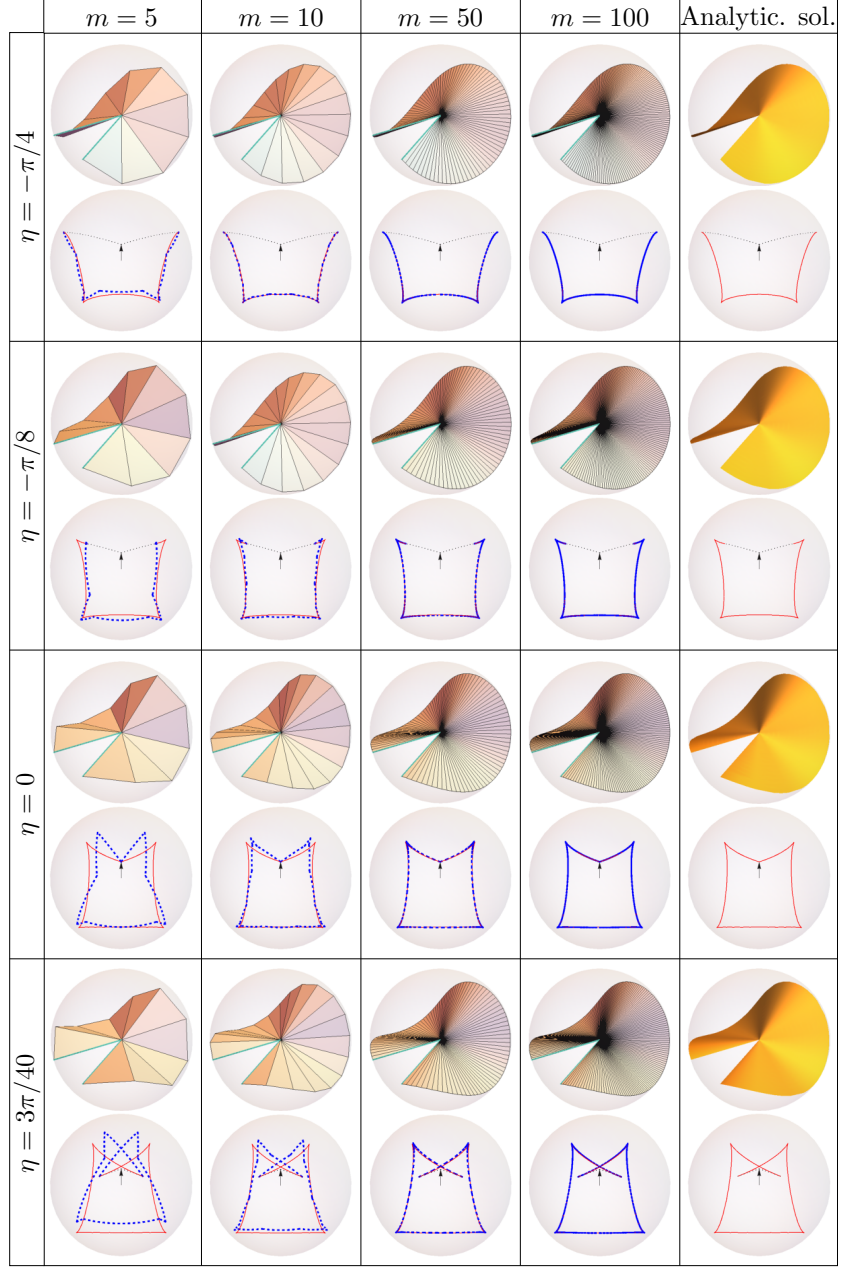 m = 5 m = 10 m = 50 m = 100 Analytic. sol.
η = −π/4
η = −π/8
η = 0
η = 3π/40